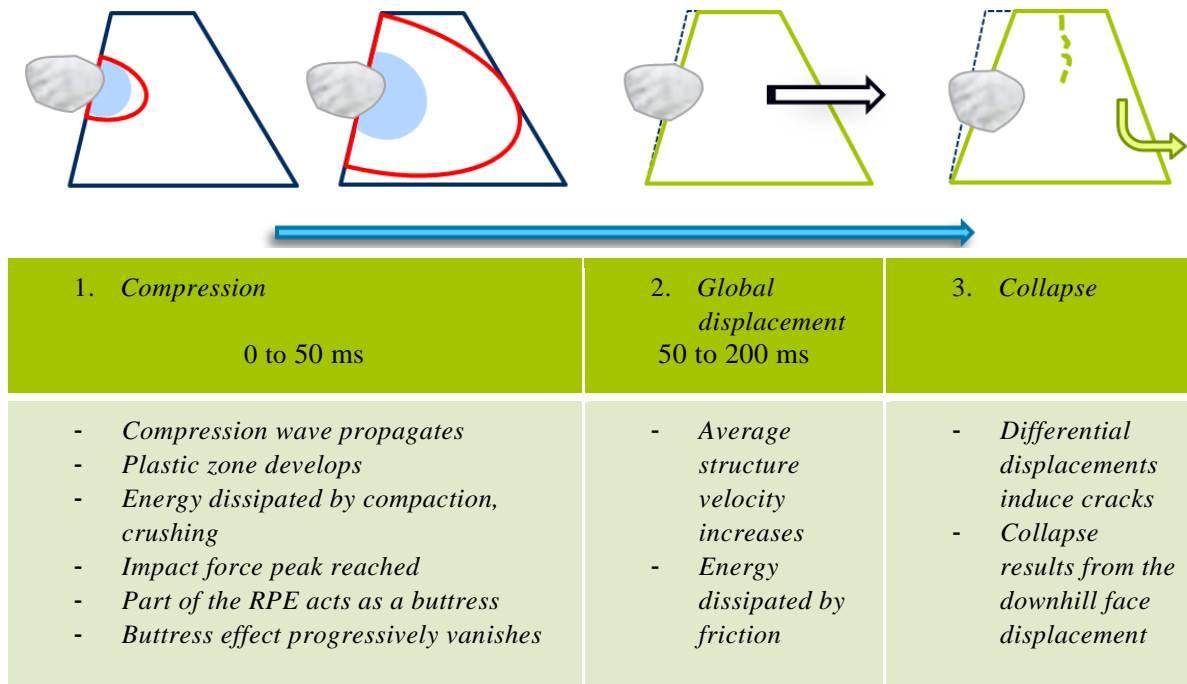 1. Compression
0 to 50 ms
2. Global
displacement
50 to 200 ms
3. Collapse
- Compression wave propagates
- Plastic zone develops
- Energy dissipated by compaction,
crushing
- Impact force peak reached
- Part of the RPE acts as a buttress
- Buttress effect progressively vanishes
- Average
structure
velocity
increases
- Energy
dissipated by
friction
- Differential
displacements
induce cracks
- Collapse
results from the
downhill face
displacement